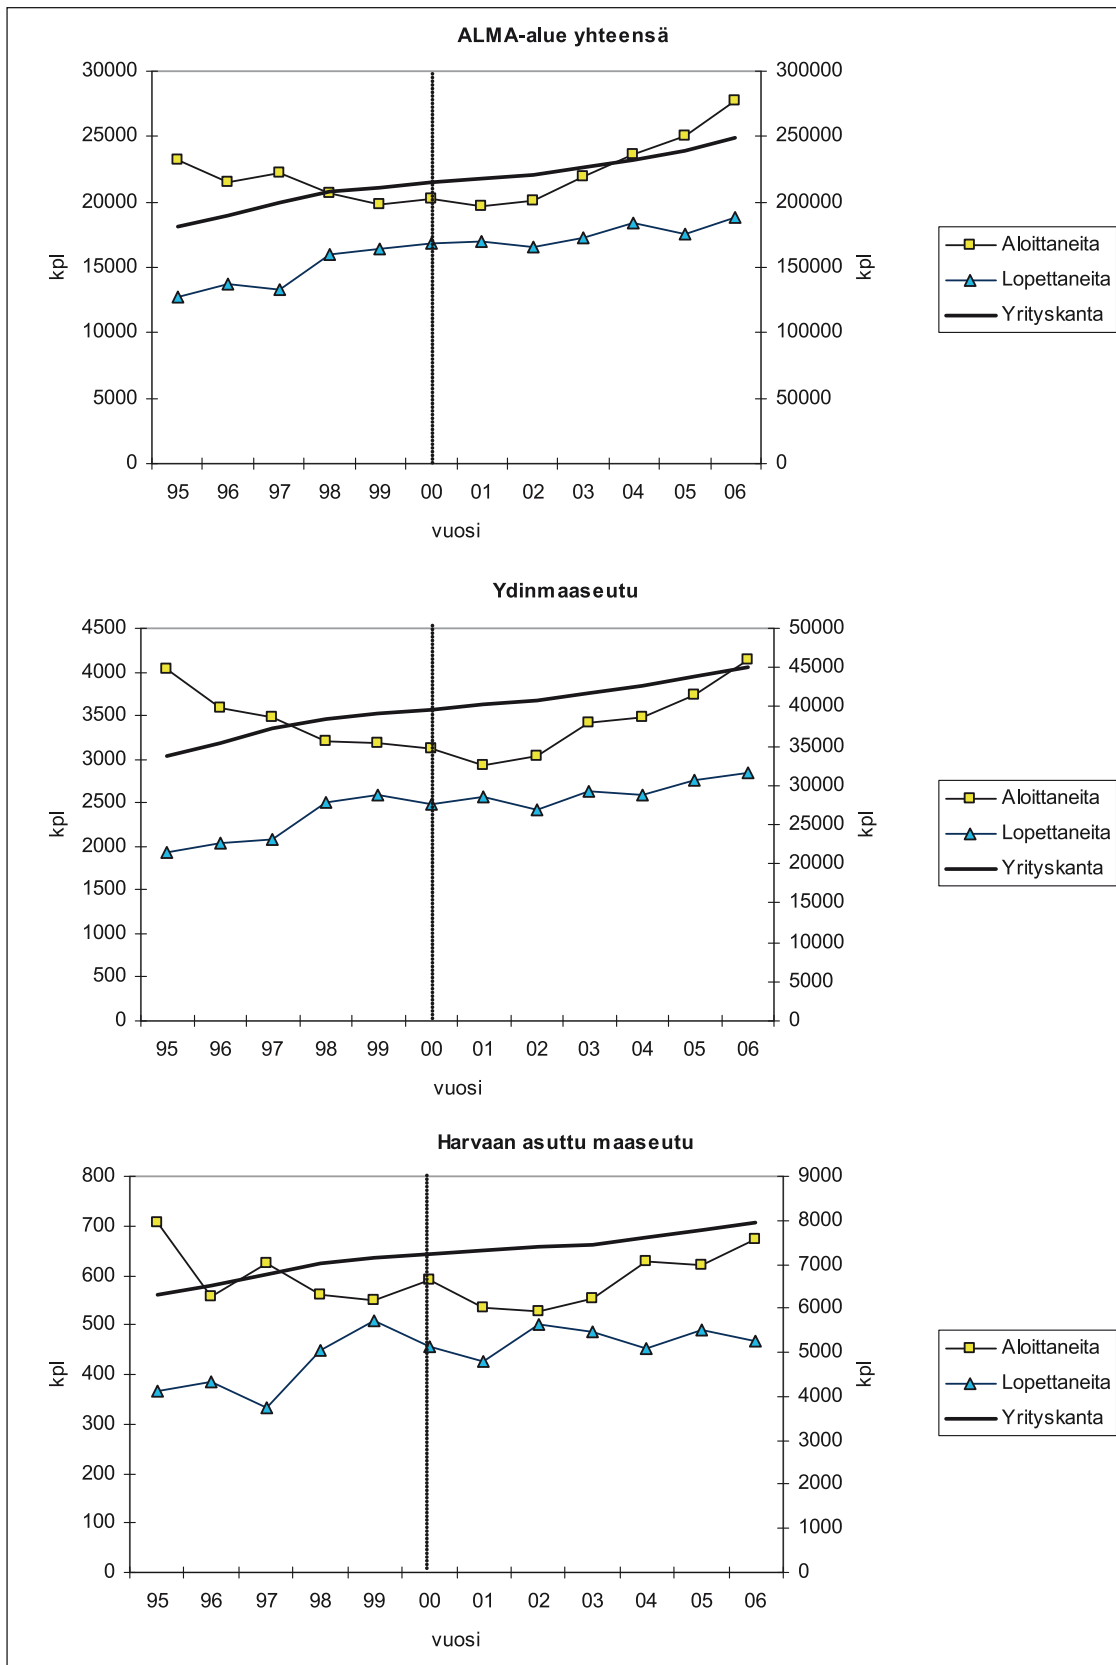 ALMA-alue yhteensä
30000
25000
20000
15000
10000
5000
0
kpl
300000
250000
200000
150000
100000
50000
0
kpl
95 96 97 98 99 00 01 02 03 04 05 06
vuosi
Aloittaneita
Lopettaneita
Yrityskanta
Ydinmaaseutu
4500
4000
3500
3000
2500
2000
1500
1000
500
0
kpl
50000
45000
40000
35000
30000
25000
20000
15000
10000
5000
0
kpl
95 96 97 98 99 00 01 02 03 04 05 06
vuosi
Aloittaneita
Lopettaneita
Yrityskanta
Harvaan asuttu maaseutu
800
700
600
500
400
300
200
100
0
kpl
9000
8000
7000
6000
5000
4000
3000
2000
1000
0
kpl
95 96 97 98 99 00 01 02 03 04 05 06
vuosi
Aloittaneita
Lopettaneita
Yrityskanta